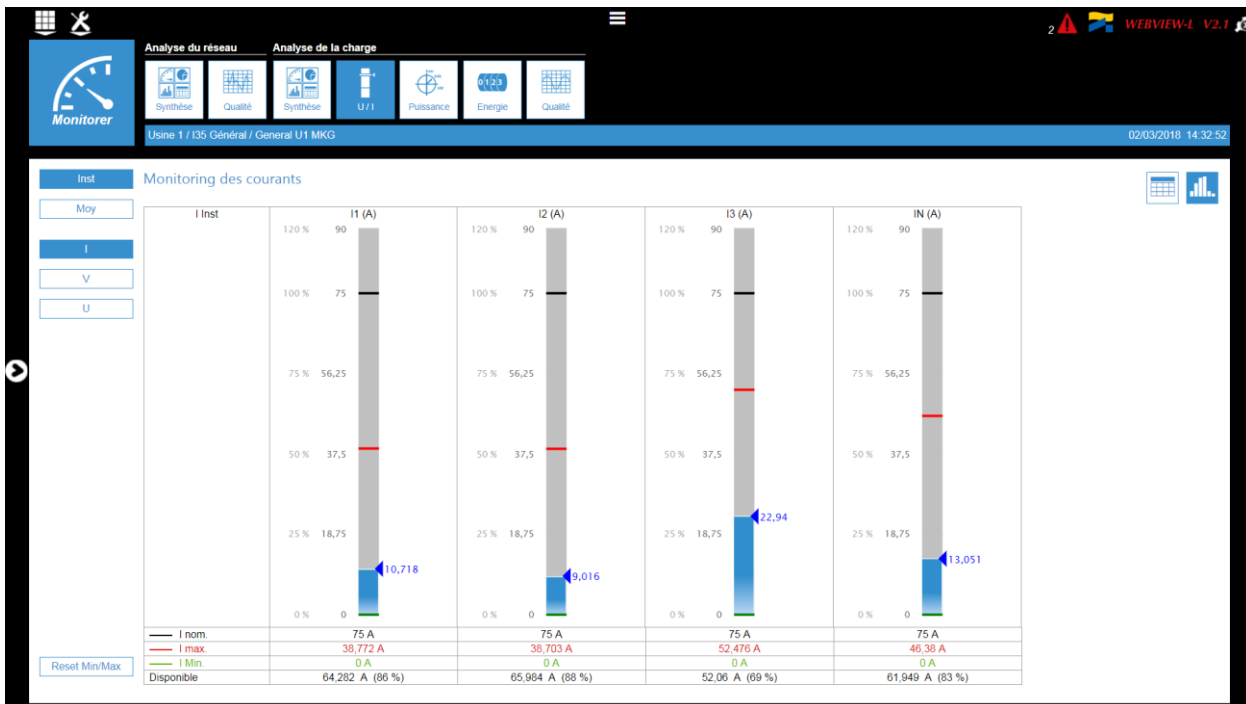 2 WEBVIEW-L V2.1
Analyse du réseau Analyse de la charge
Synthèse Qualité Synthèse U / I Puissance Energie Qualité
0123
Monitorer
Usine 1 / I35 Général / General U1 MKG 02/03/2018 14:32:52
Inst
Moy
I
V
U
Reset Min/Max
Monitoring des courants
I Inst I1 (A) I2 (A) I3 (A) IN (A)
120 % 90 120 % 90 120 % 90 120 % 90
100 % 75 100 % 75 100 % 75 100 % 75
75 % 56,25 75 % 56,25 75 % 56,25 75 % 56,25
50 % 37,5 50 % 37,5 50 % 37,5 50 % 37,5
25 % 18,75 25 % 18,75 25 % 18,75 25 % 18,75
10,718 9,016 22,94 13,051
0 % 0 0 % 0 0 % 0 0 % 0
I nom. 75 A 75 A 75 A 75 A
I max. 38,772 A 38,703 A 52,476 A 46,38 A
I Min. 0 A 0 A 0 A 0 A
Disponible 64,282 A (86 %) 65,984 A (88 %) 52,06 A (69 %) 61,949 A (83 %)